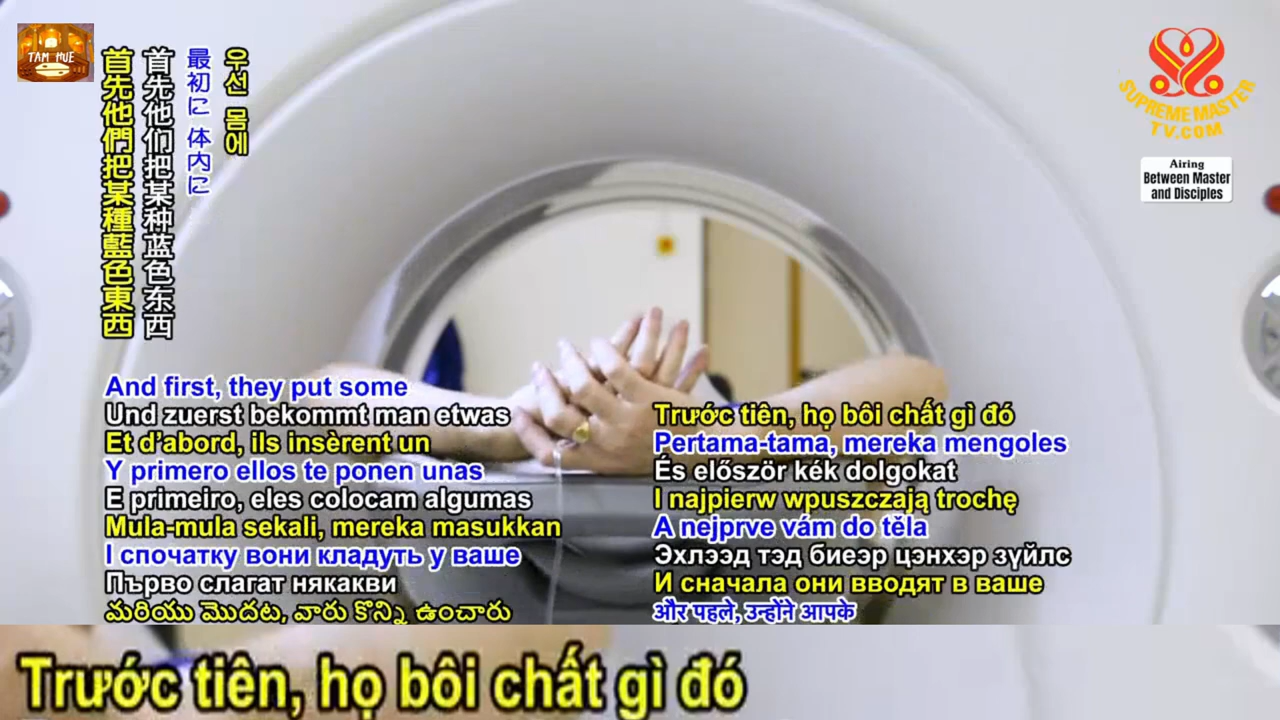 TAM HUE
首先他們把某種藍色東西
首先他们把某种蓝色东西
最初に 体内に
우선 몸에
SUPREME MASTER
TV.COM
Airing
Between Master
and Disciples
And first, they put some
Und zuerst bekommt man etwas
Et d’abord, ils insèrent un
Y primero ellos te ponen unas
E primeiro, eles colocam algumas
Mula-mula sekali, mereka masukkan
І спочатку вони кладуть у ваше
Първо слагат някакви
మరియు మొదట, వారు కొన్ని ఉంచారు
Trước tiên, họ bôi chất gì đó
Pertama-tama, mereka mengoles
És először kék dolgokat
I najpierw wpuszczają trochę
A nejprve vám do těla
Эхлээд тэд биеэр цэнхэр зүйлс
И сначала они вводят в ваше
और पहले, उन्होंने आपके
Trước tiên, họ bôi chất gì đó